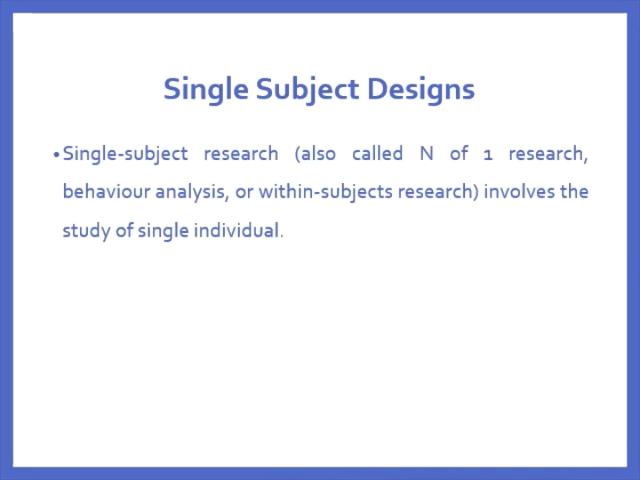 Single Subject Designs
•Single-subject research (also called N of 1 research,
behaviour analysis, or within-subjects research) involves the
study of single individual.